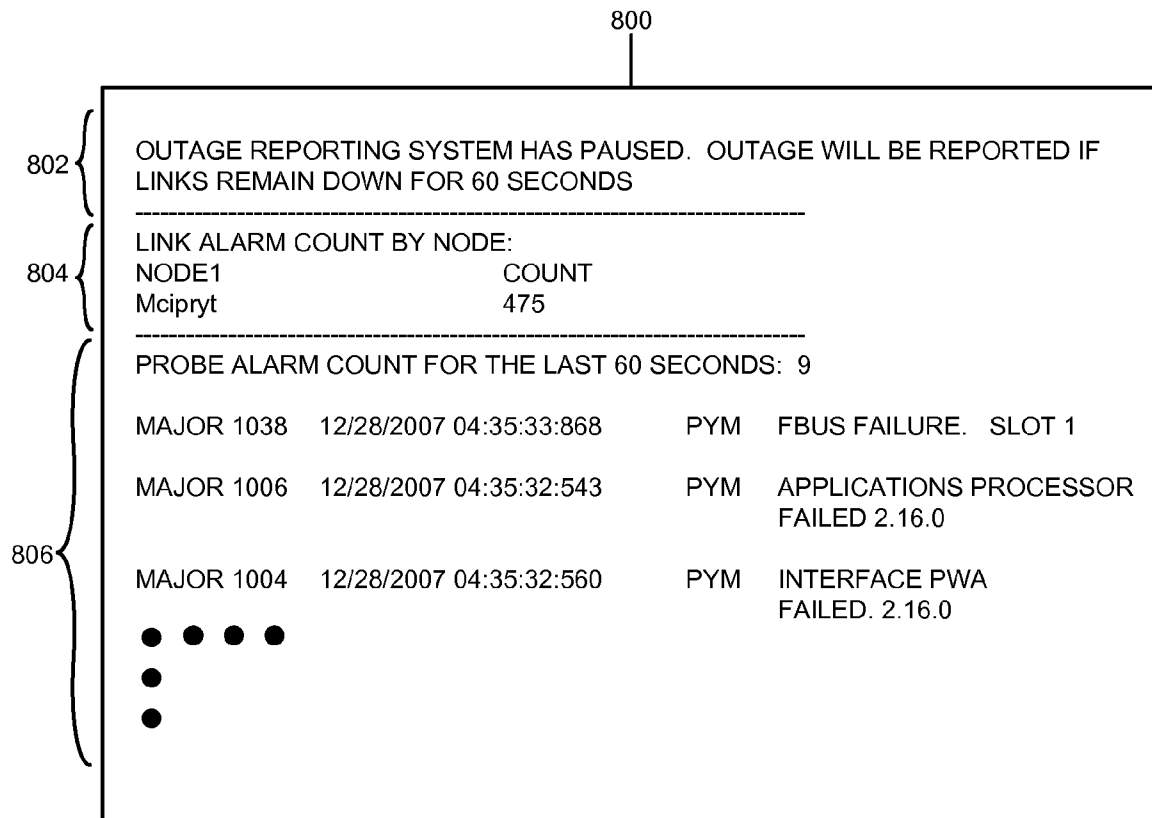 800
802
OUTAGE REPORTING SYSTEM HAS PAUSED. OUTAGE WILL BE REPORTED IF
LINKS REMAIN DOWN FOR 60 SECONDS
804
LINK ALARM COUNT BY NODE:
NODE1 COUNT
Mcipryt 475
806
PROBE ALARM COUNT FOR THE LAST 60 SECONDS: 9
MAJOR 1038 12/28/2007 04:35:33:868 PYM FBUS FAILURE. SLOT 1
MAJOR 1006 12/28/2007 04:35:32:543 PYM APPLICATIONS PROCESSOR
FAILED 2.16.0
MAJOR 1004 12/28/2007 04:35:32:560 PYM INTERFACE PWA
FAILED. 2.16.0